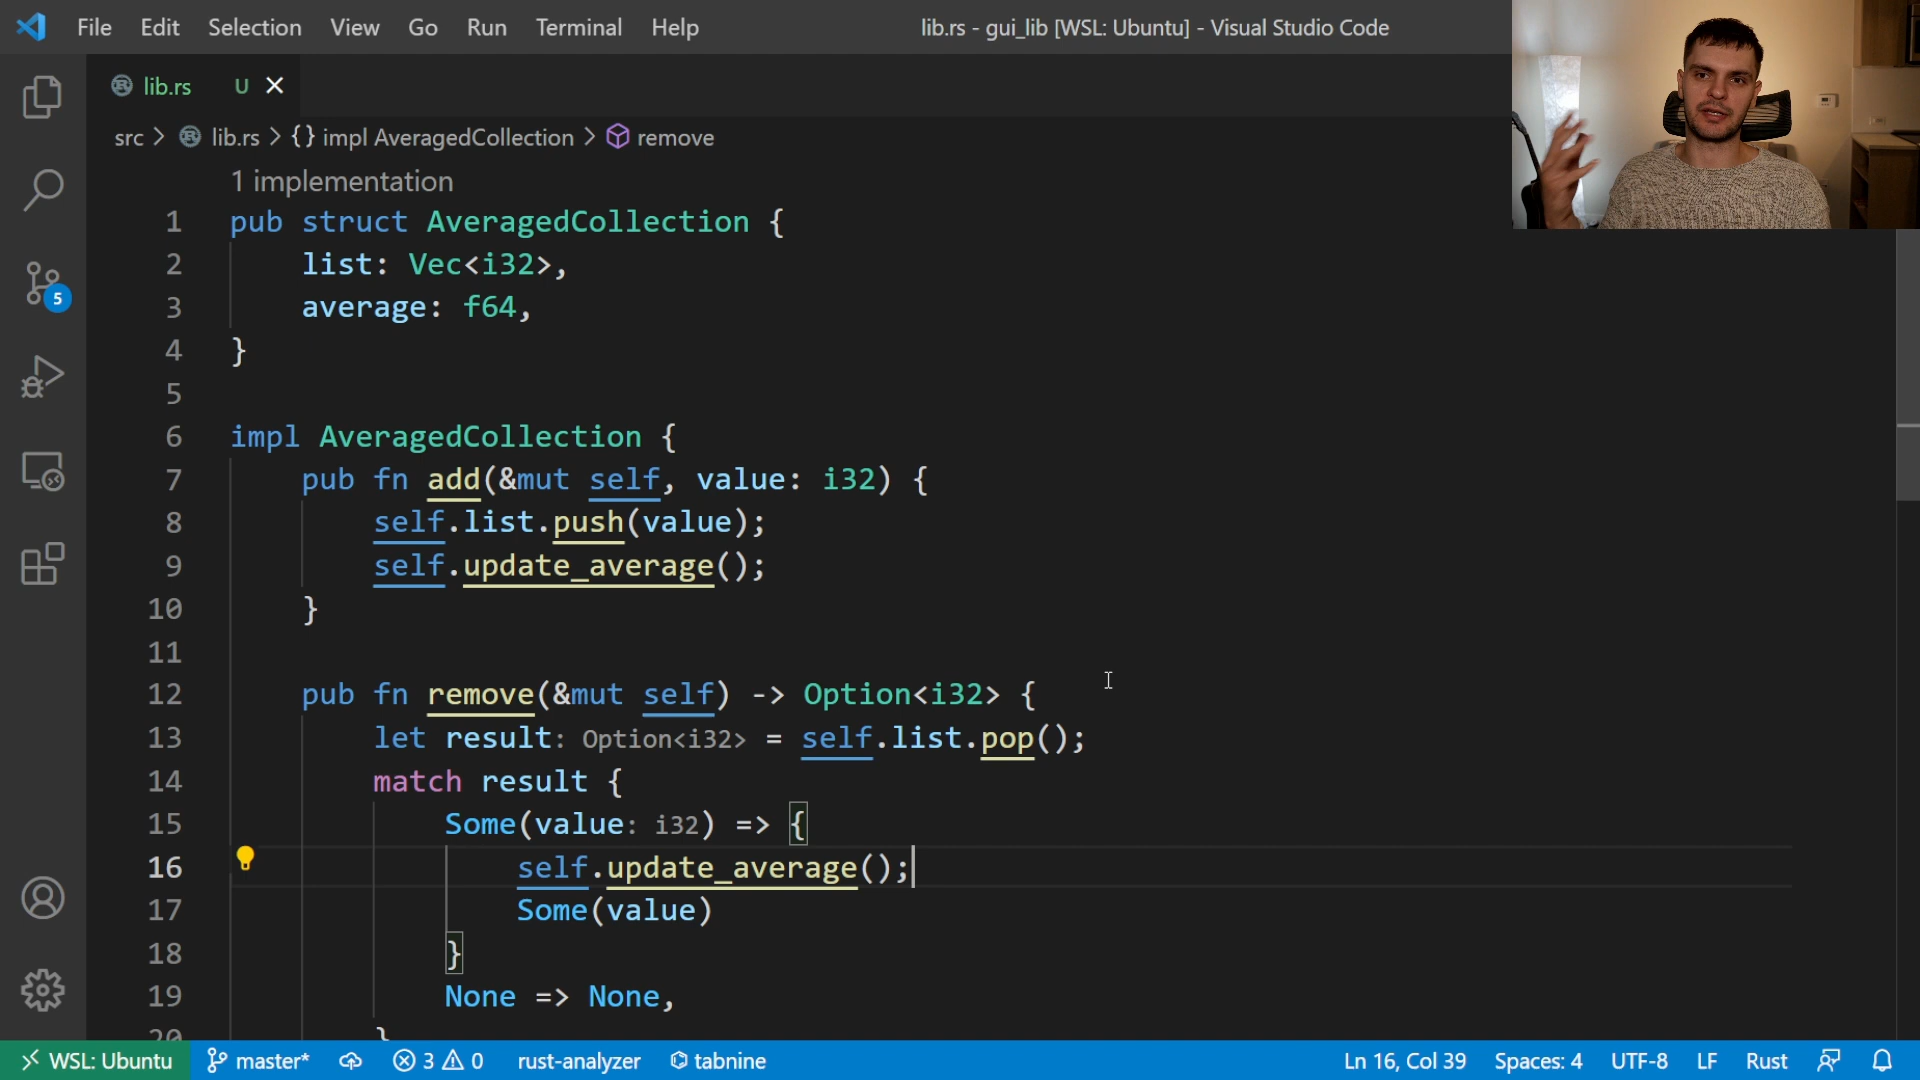 File Edit Selection View Go Run Terminal Help lib.rs - gui_lib [WSL: Ubuntu] - Visual Studio Code
lib.rs U
src > lib.rs > {} impl AveragedCollection > remove
1 implementation
1 pub struct AveragedCollection {
2 list: Vec<i32>,
3 average: f64,
4 }
5
6 impl AveragedCollection {
7 pub fn add(&mut self, value: i32) {
8 self.list.push(value);
9 self.update_average();
10 }
11
12 pub fn remove(&mut self) -> Option<i32> {
13 let result: Option<i32> = self.list.pop();
14 match result {
15 Some(value: i32) => {
16 self.update_average();
17 Some(value)
18 }
19 None => None,
20 }
5
WSL: Ubuntu master* 3 0 rust-analyzer tabnine Ln 16, Col 39 Spaces: 4 UTF-8 LF Rust